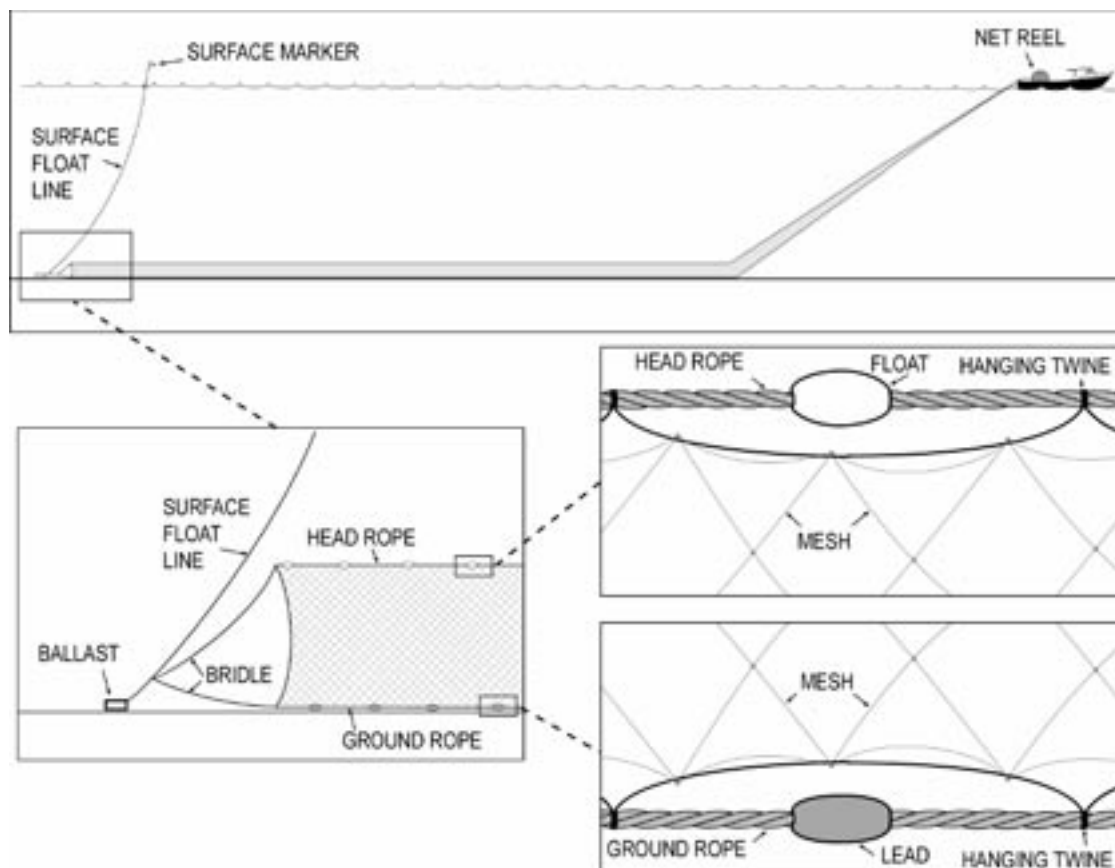 SURFACE MARKER
NET REEL
SURFACE
FLOAT
LINE
HEAD ROPE
FLOAT
HANGING TWINE
MESH
SURFACE
FLOAT
LINE
HEAD ROPE
BALLAST
BRIDLE
GROUND ROPE
MESH
GROUND ROPE
LEAD
HANGING TWINE